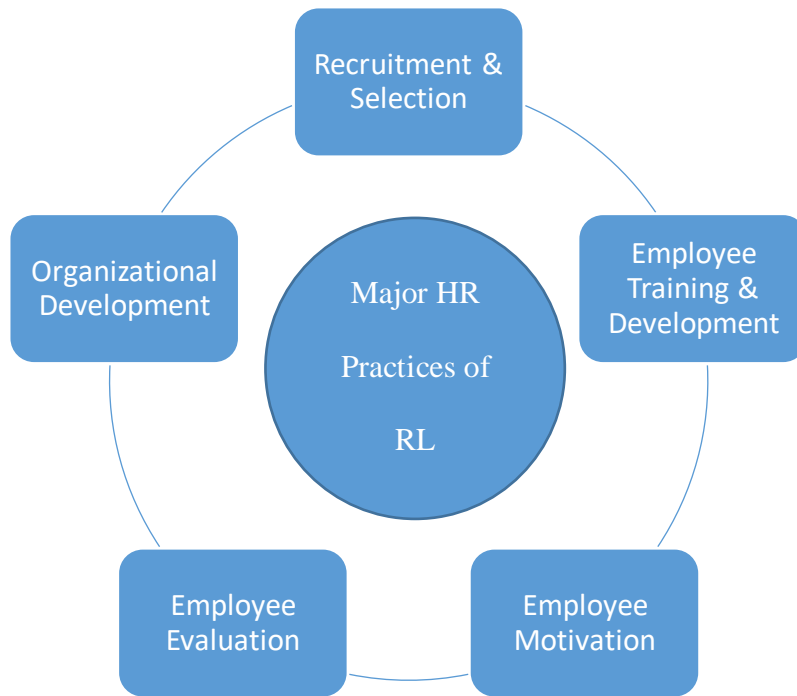 Recruitment &
Selection
Employee
Training &
Development
Employee
Motivation
Employee
Evaluation
Organizational
Development
Major HR
Practices of
RL